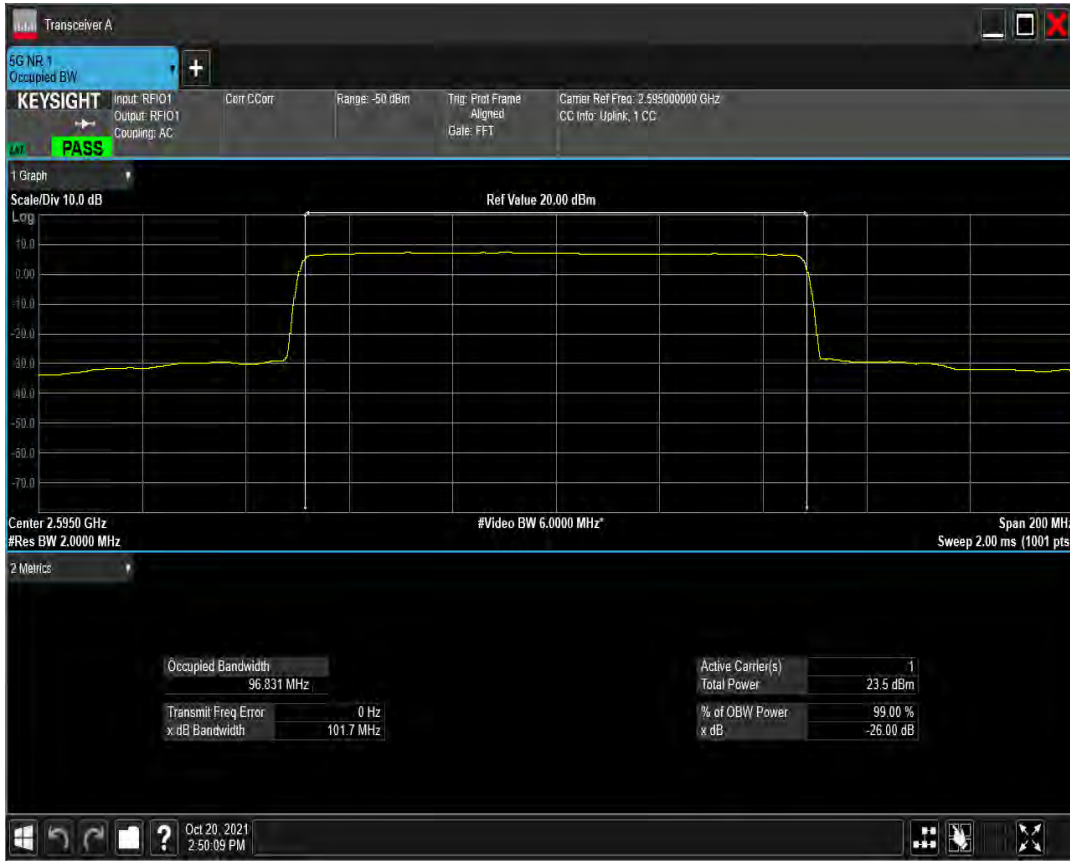 Transceiver A
5G NR 1
Occupied BW
+
KEYSIGHT
Input: RFIO1
Output: RFIO1
Coupling: AC
Corr CCorr
Range: -50 dBm
Trig: Prot Frame
Aligned
Gate: FFT
Carrier Ref Freq: 2.595000000 GHz
CC Info: Uplink, 1 CC
PASS
1 Graph
Scale/Div 10.0 dB
Ref Value 20.00 dBm
Log
10.0
0.00
-10.0
-20.0
-30.0
-40.0
-50.0
-60.0
-70.0
Center 2.5950 GHz
#Video BW 6.0000 MHz*
Span 200 MHz
#Res BW 2.0000 MHz
Sweep 2.00 ms (1001 pts
2 Metrics
Occupied Bandwidth
96.831 MHz
Transmit Freq Error 0 Hz
x dB Bandwidth 101.7 MHz
Active Carrier(s) 1
Total Power 23.5 dBm
% of OBW Power 99.00 %
x dB -26.00 dB
?
Oct 20, 2021
2:50:09 PM